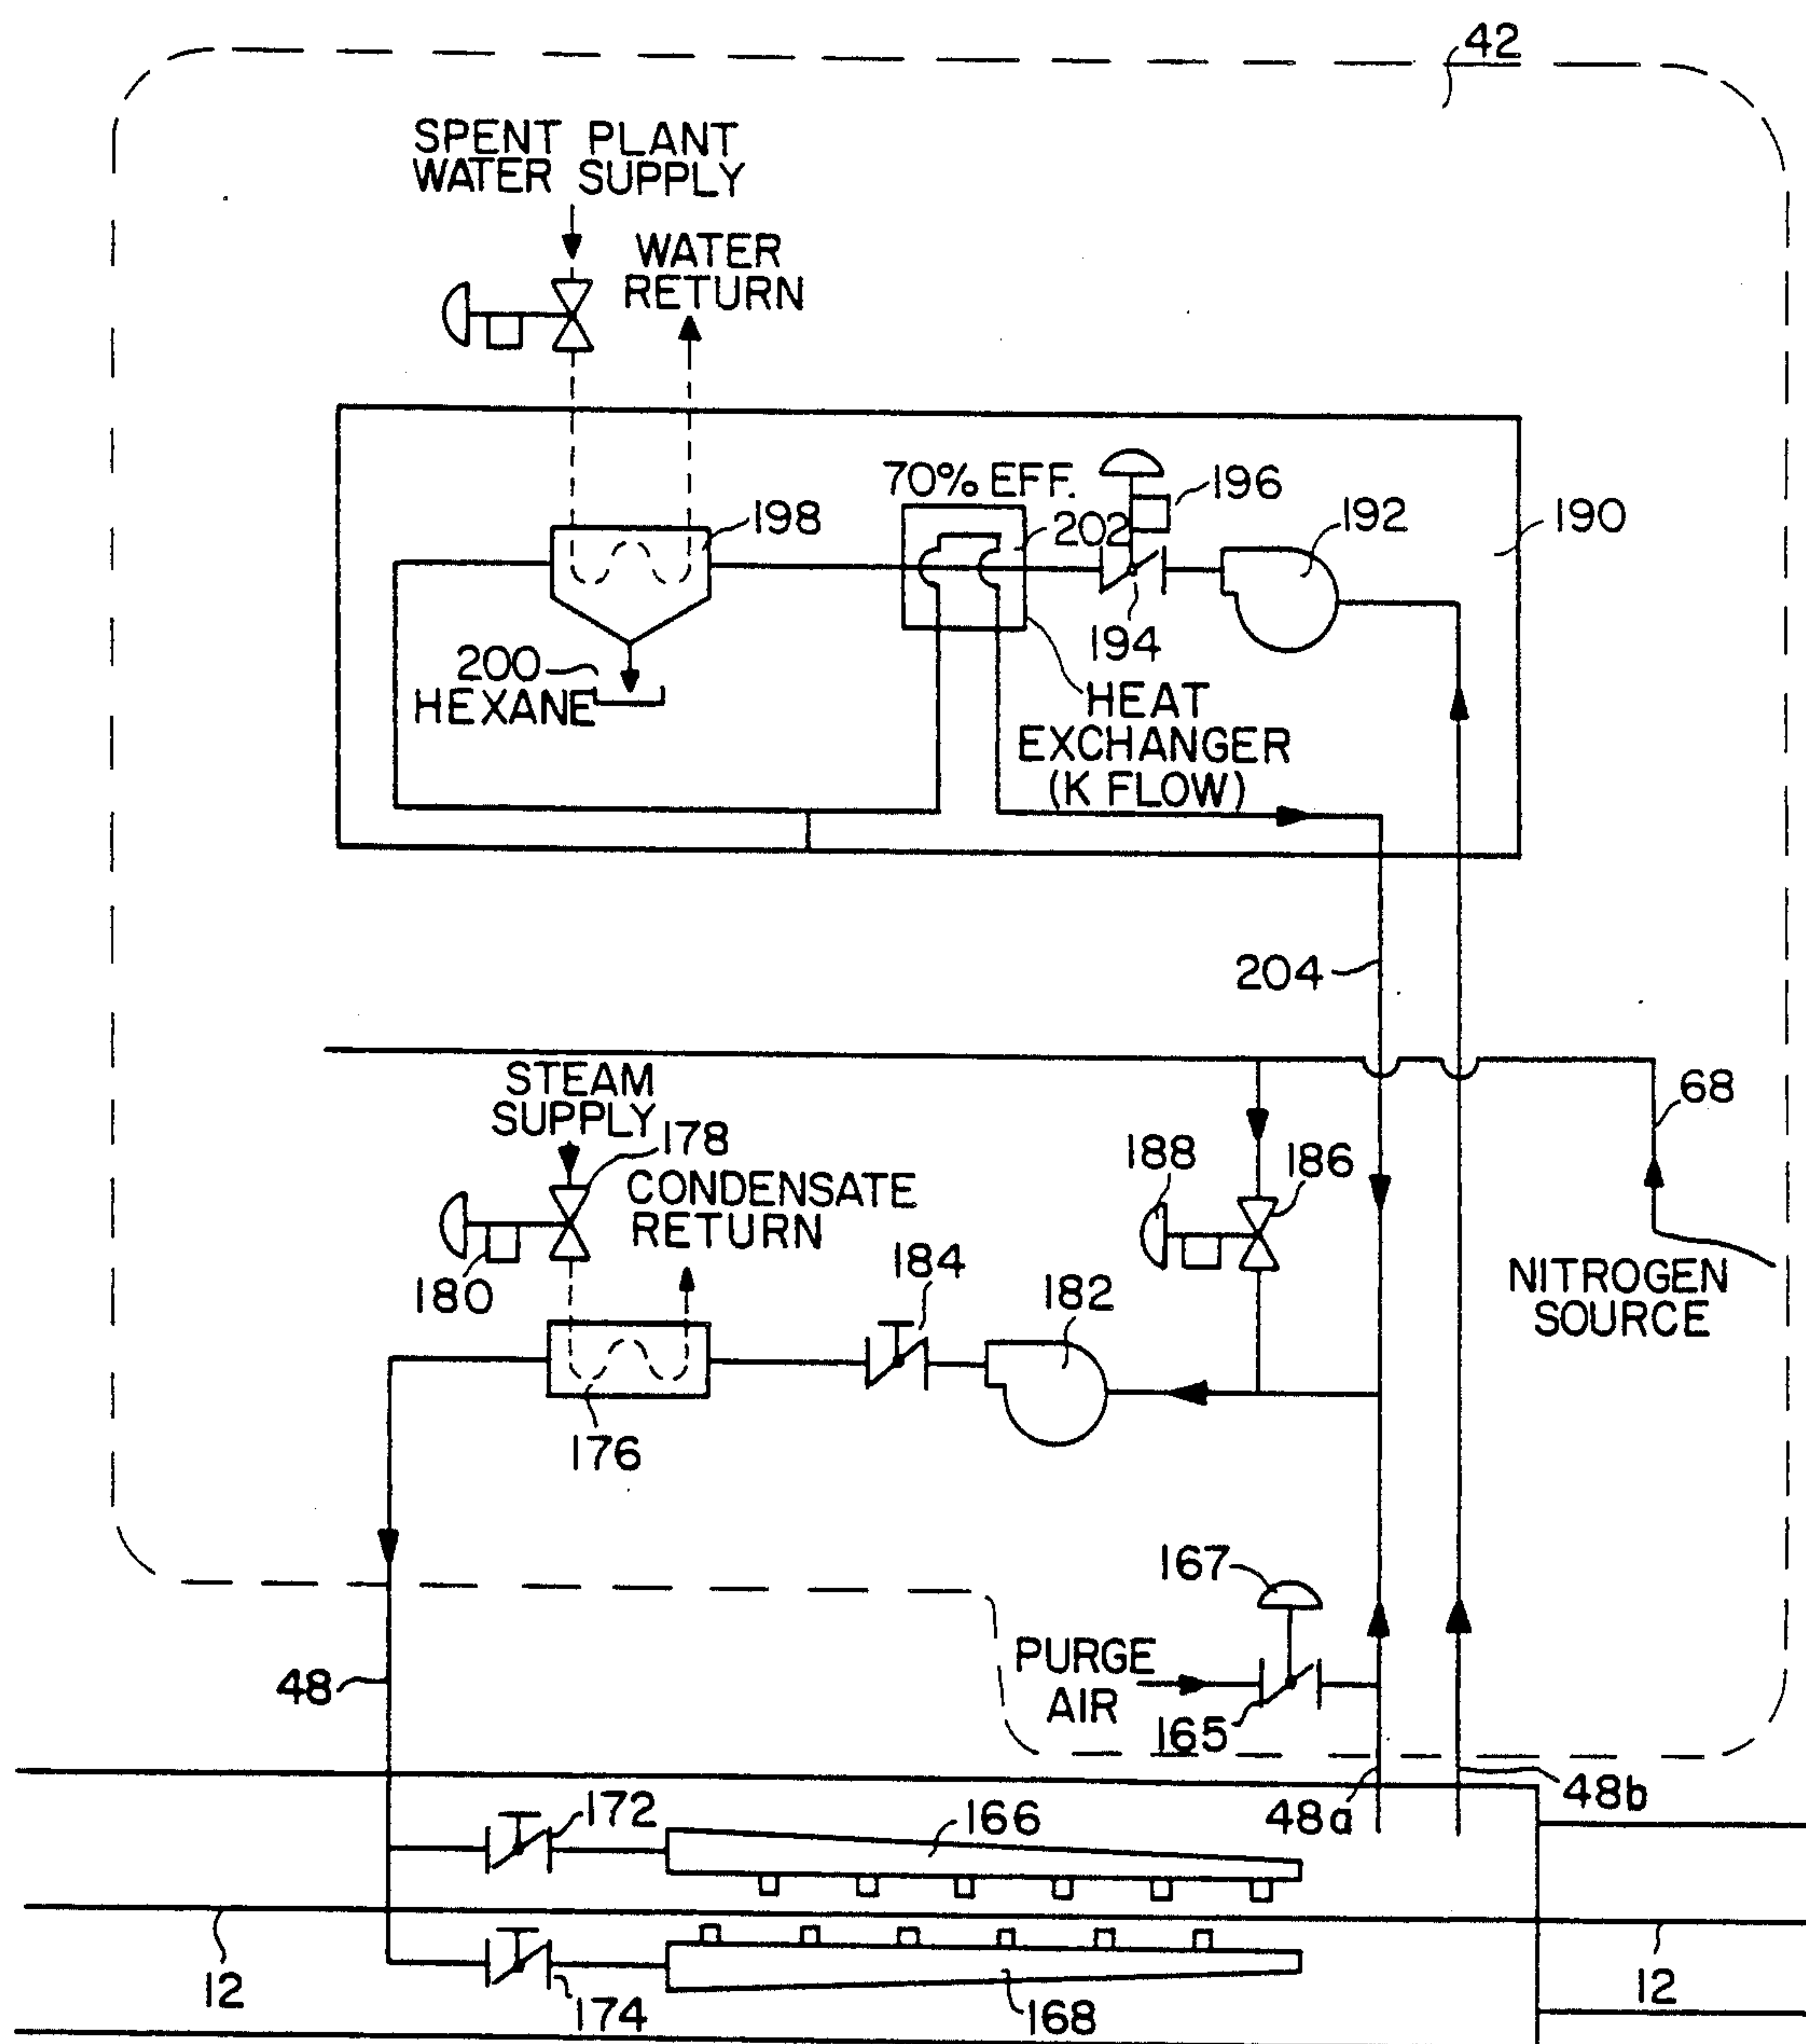 42
SPENT PLANT
WATER SUPPLY
WATER
RETURN
70% EFF.
196
198
202
192
190
194
200
HEXANE
HEAT
EXCHANGER
(K FLOW)
204
STEAM
SUPPLY
178
68
188
186
CONDENSATE
RETURN
180
184
182
NITROGEN
SOURCE
176
167
PURGE
AIR
48
165
48a
48b
172
166
12
174
168
12